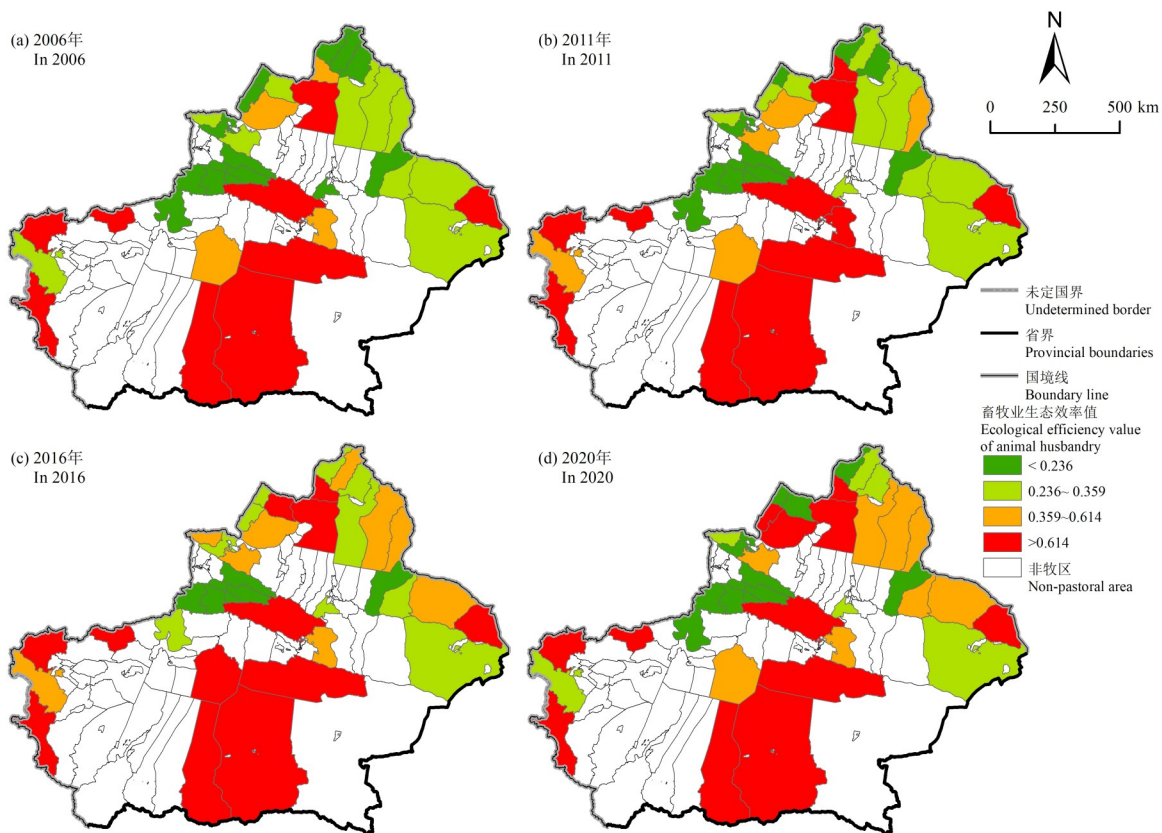 (a) 2006年
In 2006
(b) 2011年
In 2011
N
0 250 500 km
未定国界
Undetermined border
省界
Provincial boundaries
国境线
Boundary line
畜牧业生态效率值
Ecological efficiency value
of animal husbandry
< 0.236
0.236~ 0.359
0.359~0.614
>0.614
非牧区
Non-pastoral area
(c) 2016年
In 2016
(d) 2020年
In 2020